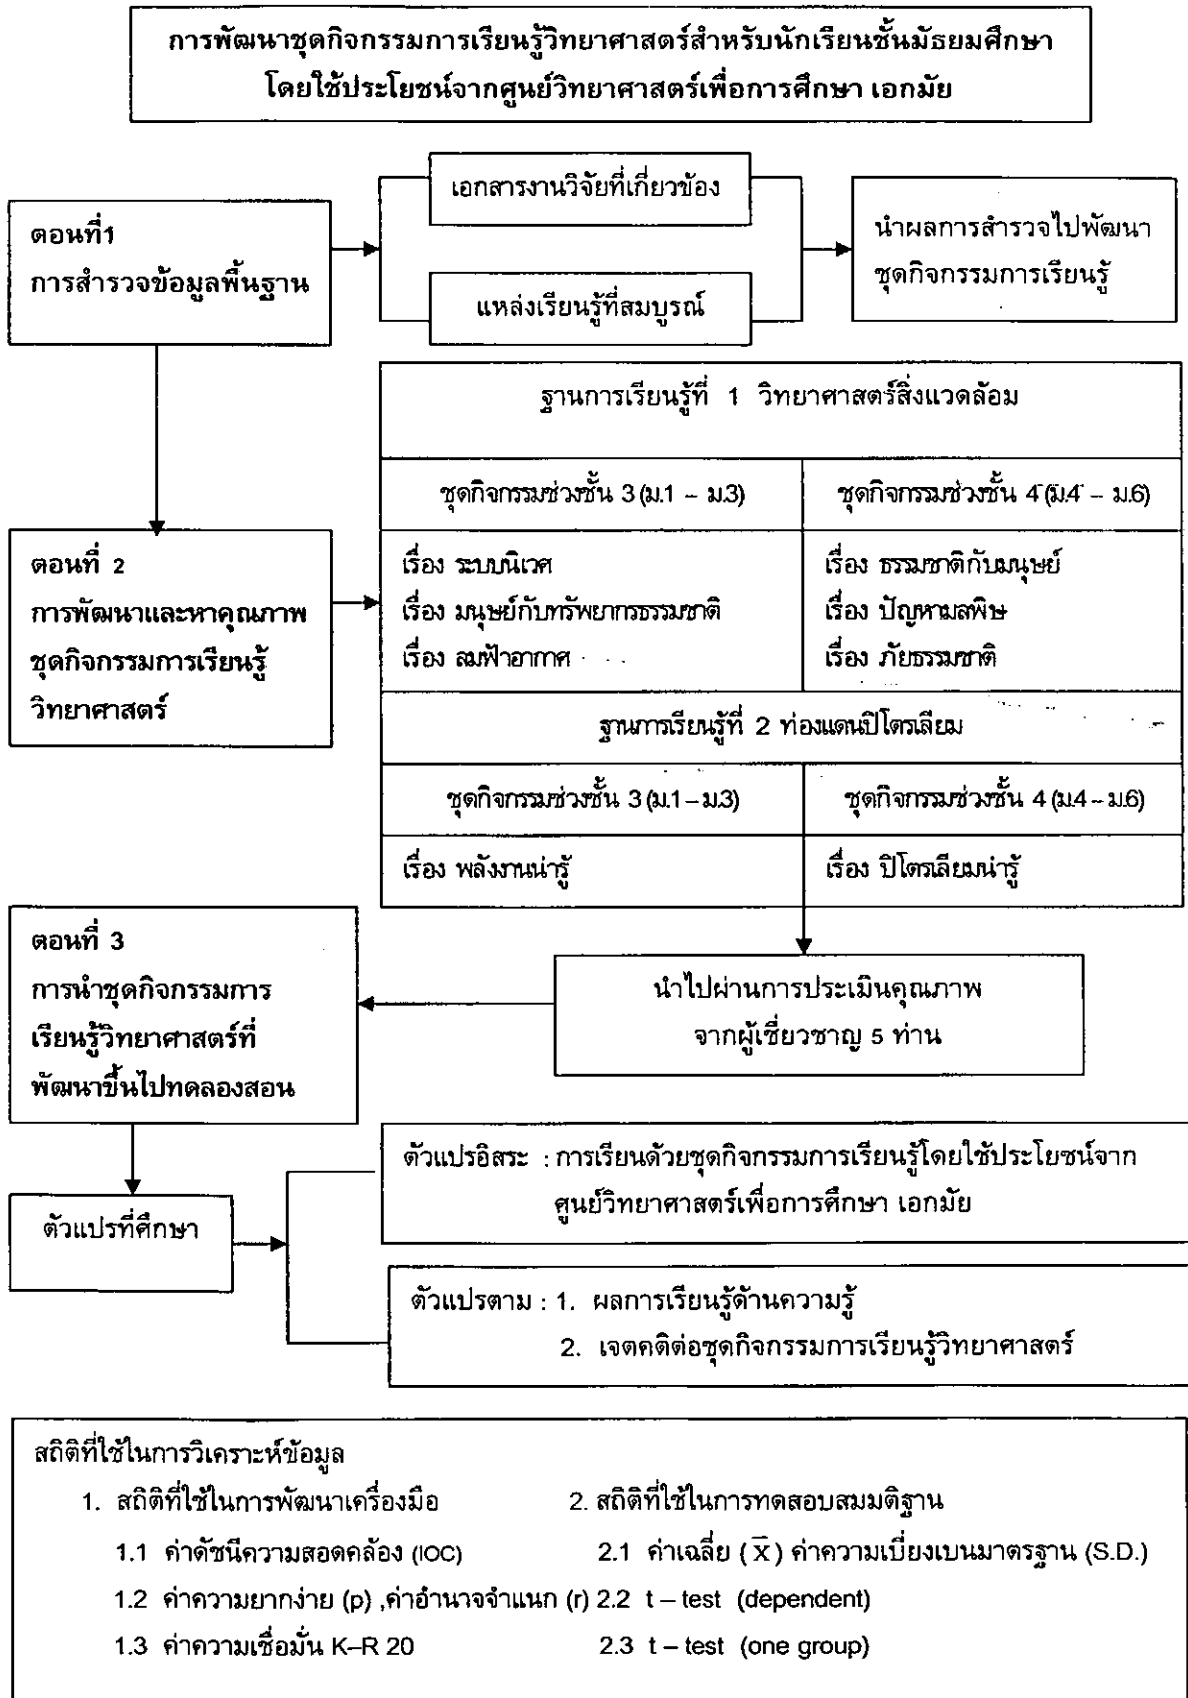 การพัฒนาชุดกิจกรรมการเรียนรู้วิทยาศาสตร์สำหรับนักเรียนชั้นมัธยมศึกษา
โดยใช้ประโยชน์จากศูนย์วิทยาศาสตร์เพื่อการศึกษา เอกมัย
ตอนที่1
การสำรวจข้อมูลพื้นฐาน
เอกสารงานวิจัยที่เกี่ยวข้อง
แหล่งเรียนรู้ที่สมบูรณ์
นำผลการสำรวจไปพัฒนา
ชุดกิจกรรมการเรียนรู้
ตอนที่ 2
การพัฒนาและหาคุณภาพ
ชุดกิจกรรมการเรียนรู้
วิทยาศาสตร์
ฐานการเรียนรู้ที่ 1 วิทยาศาสตร์สิ่งแวดล้อม
ชุดกิจกรรมช่วงชั้น 3 (ม.1 – ม.3)
ชุดกิจกรรมช่วงชั้น 4 (ม.4 – ม.6)
เรื่อง ระบบนิเวศ
เรื่อง มนุษย์กับทรัพยากรธรรมชาติ
เรื่อง ลมฟ้าอากาศ
เรื่อง ธรรมชาติกับมนุษย์
เรื่อง ปัญหามลพิษ
เรื่อง ภัยธรรมชาติ
ฐานการเรียนรู้ที่ 2 ท่องแดนปิโตรเลียม
ชุดกิจกรรมช่วงชั้น 3 (ม.1 – ม.3)
ชุดกิจกรรมช่วงชั้น 4 (ม.4 – ม.6)
เรื่อง พลังงานน่ารู้
เรื่อง ปิโตรเลียมน่ารู้
นำไปผ่านการประเมินคุณภาพ
จากผู้เชี่ยวชาญ 5 ท่าน
ตอนที่ 3
การนำชุดกิจกรรมการ
เรียนรู้วิทยาศาสตร์ที่
พัฒนาขึ้นไปทดลองสอน
ตัวแปรที่ศึกษา
ตัวแปรอิสระ : การเรียนด้วยชุดกิจกรรมการเรียนรู้โดยใช้ประโยชน์จาก
ศูนย์วิทยาศาสตร์เพื่อการศึกษา เอกมัย
ตัวแปรตาม : 1. ผลการเรียนรู้ด้านความรู้
2. เจตคติต่อชุดกิจกรรมการเรียนรู้วิทยาศาสตร์
สถิติที่ใช้ในการวิเคราะห์ข้อมูล
1. สถิติที่ใช้ในการพัฒนาเครื่องมือ
1.1 ค่าดัชนีความสอดคล้อง (IOC)
1.2 ค่าความยากง่าย (p) ,ค่าอำนาจจำแนก (r)
1.3 ค่าความเชื่อมั่น K–R 20
2. สถิติที่ใช้ในการทดสอบสมมติฐาน
2.1 ค่าเฉลี่ย ( x̄ ) ค่าความเบี่ยงเบนมาตรฐาน (S.D.)
2.2 t – test (dependent)
2.3 t – test (one group)